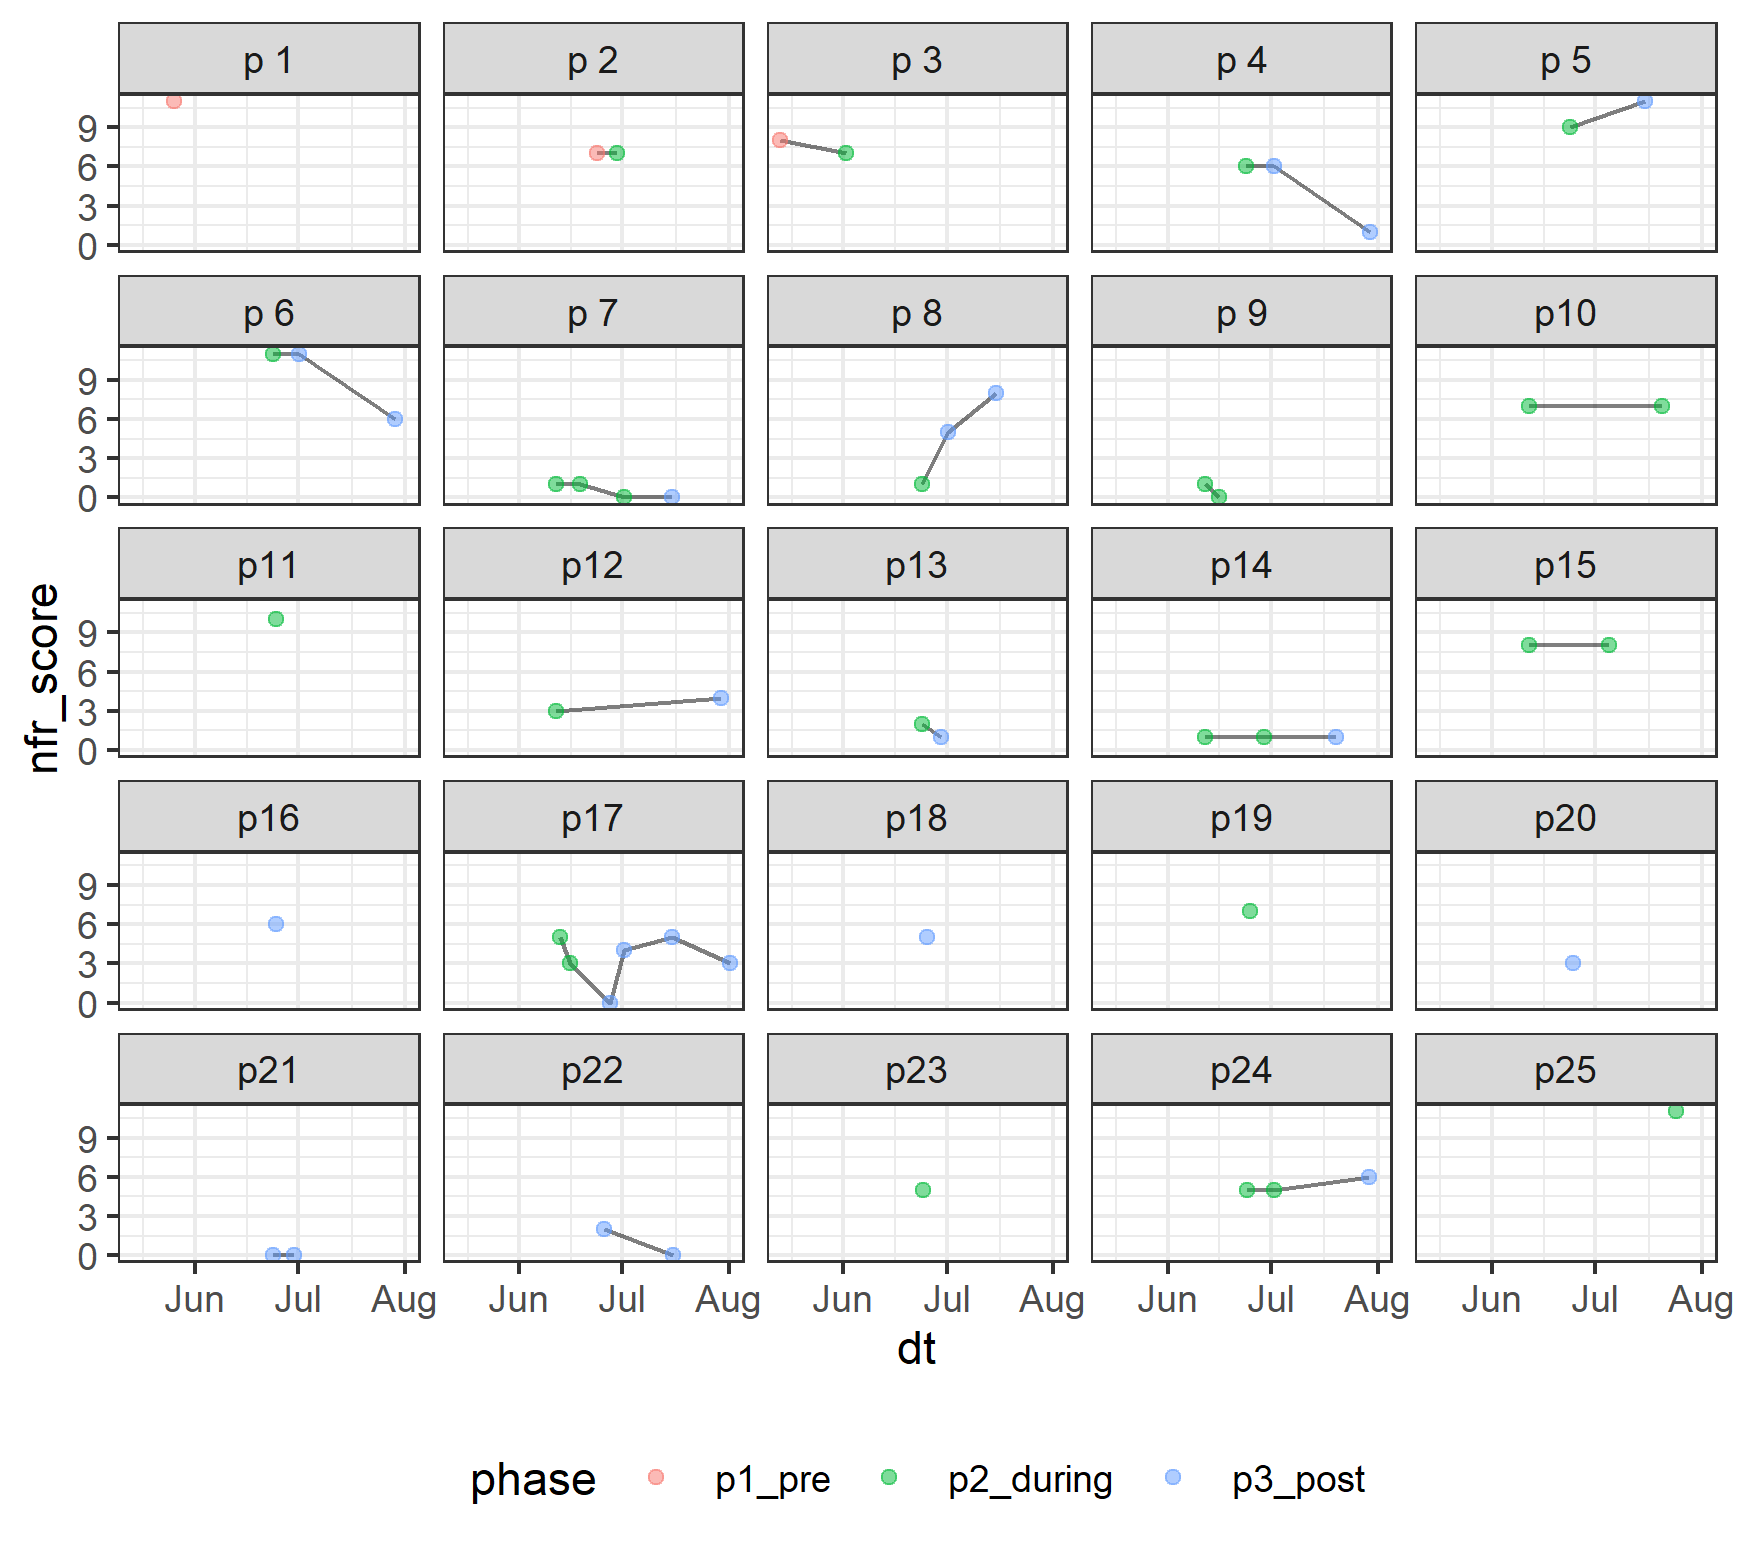 p 1 p 2 p 3 p 4 p 5
9
6
3
0
p 6 p 7 p 8 p 9 p10
9
6
3
0
p11 p12 p13 p14 p15
9
6
3
0
p16 p17 p18 p19 p20
9
6
3
0
p21 p22 p23 p24 p25
9
6
3
0
nfr_score
Jun Jul Aug Jun Jul Aug Jun Jul Aug Jun Jul Aug Jun Jul Aug
dt
phase p1_pre p2_during p3_post